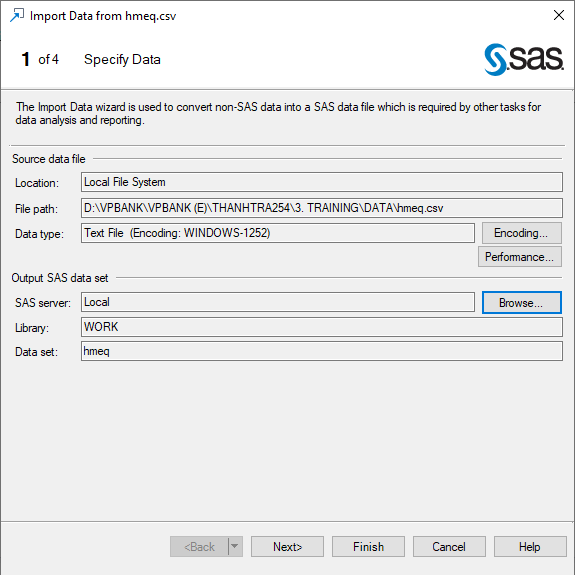 Import Data from hmeq.csv
1 of 4 Specify Data
sas
The Import Data wizard is used to convert non-SAS data into a SAS data file which is required by other tasks for
data analysis and reporting.
Source data file
Location: Local File System
File path: D:\VPBANK\VPBANK (E)\THANHTRA254\3. TRAINING\DATA\hmeq.csv
Data type: Text File (Encoding: WINDOWS-1252) Encoding...
Performance...
Output SAS data set
SAS server: Local Browse...
Library: WORK
Data set: hmeq
<Back Next> Finish Cancel Help